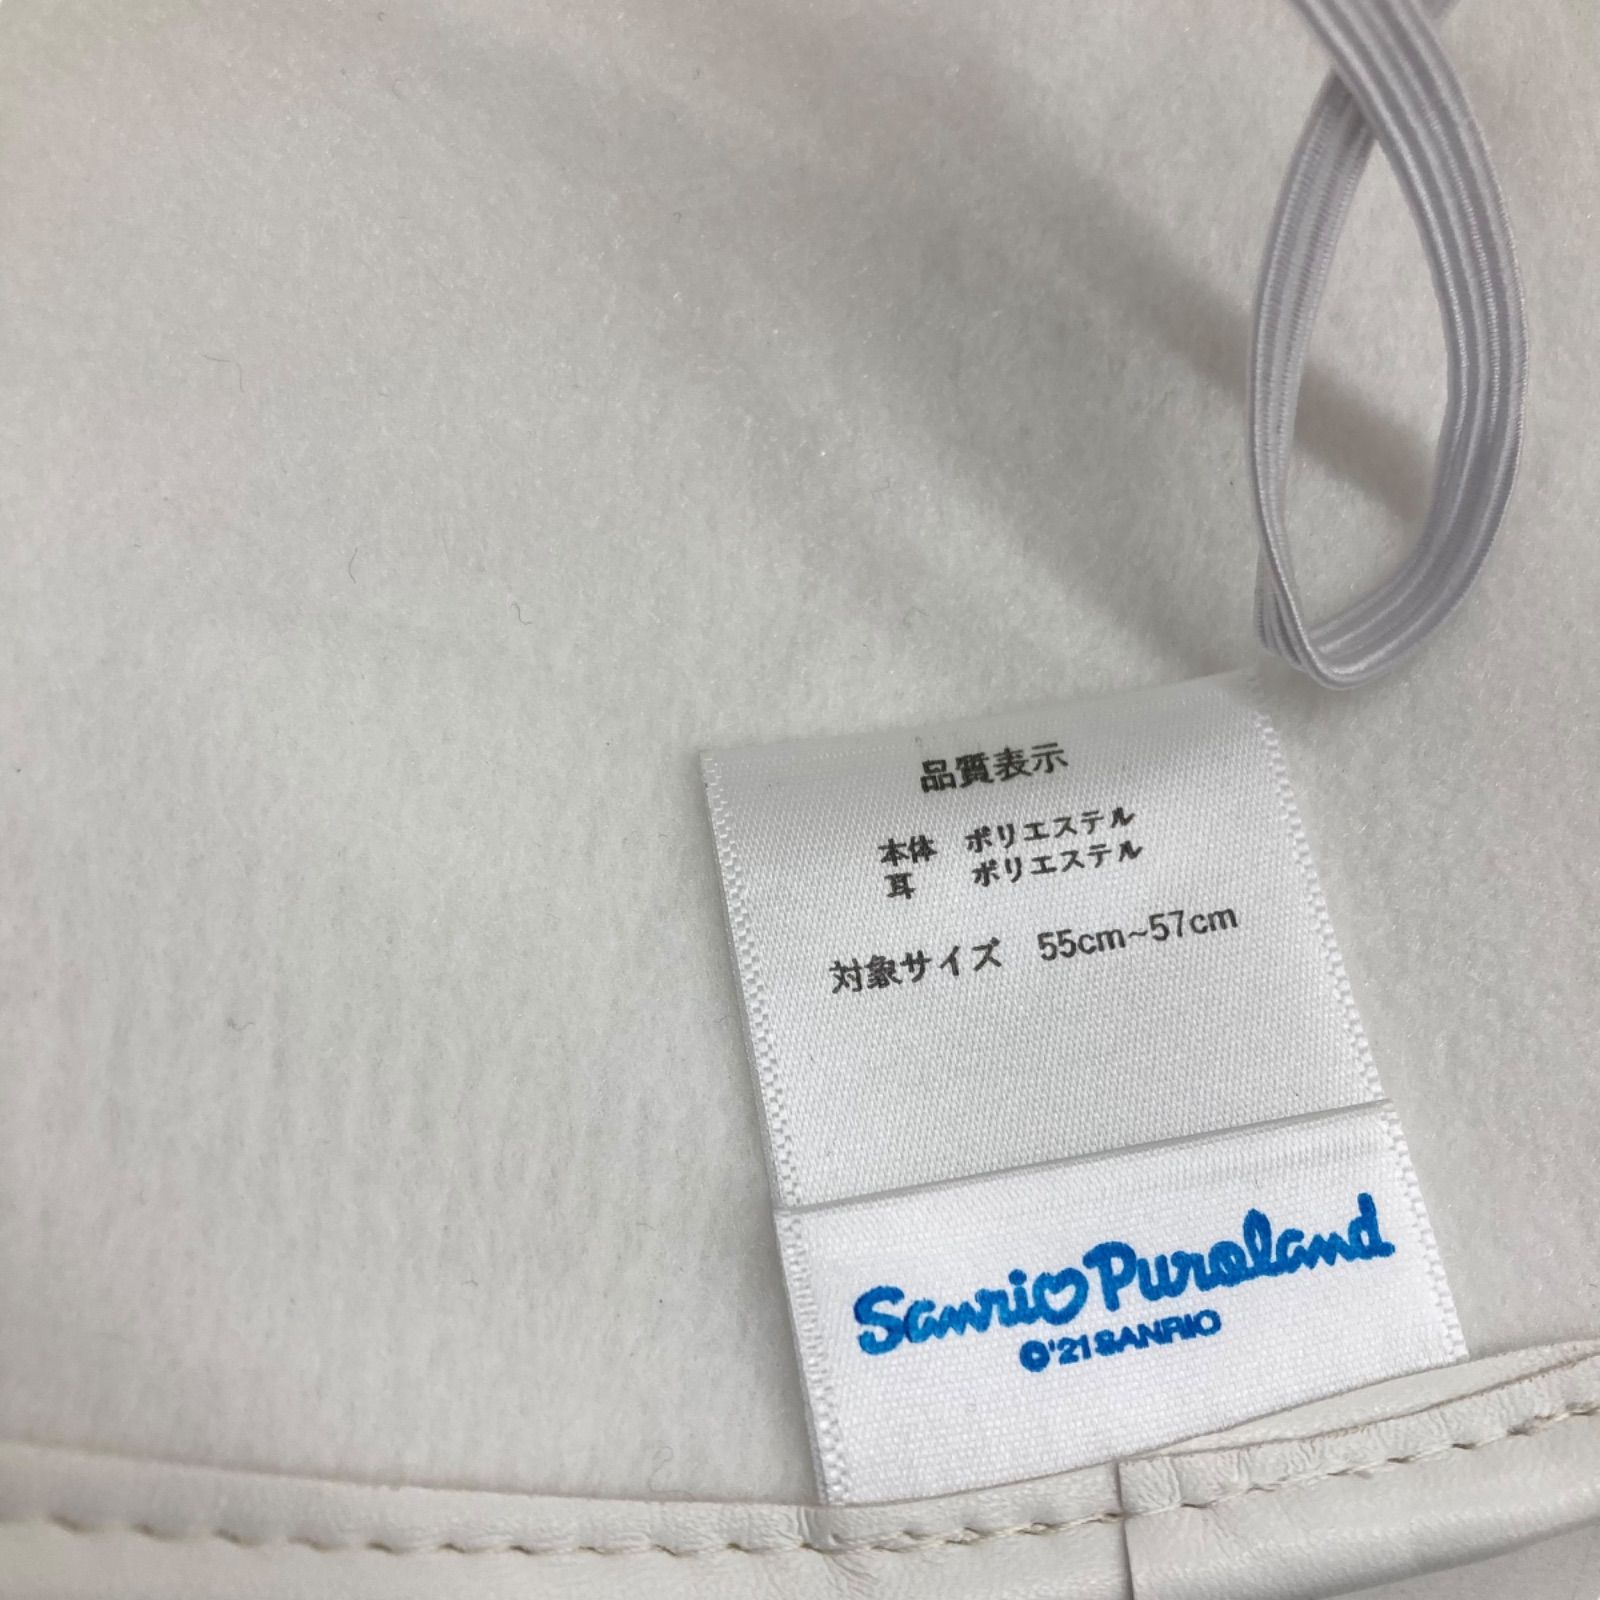 品質表示
本体 ポリエステル
耳 ポリエステル
対象サイズ 55cm~57cm
Sanrio Puroland
©'21 SANRIO